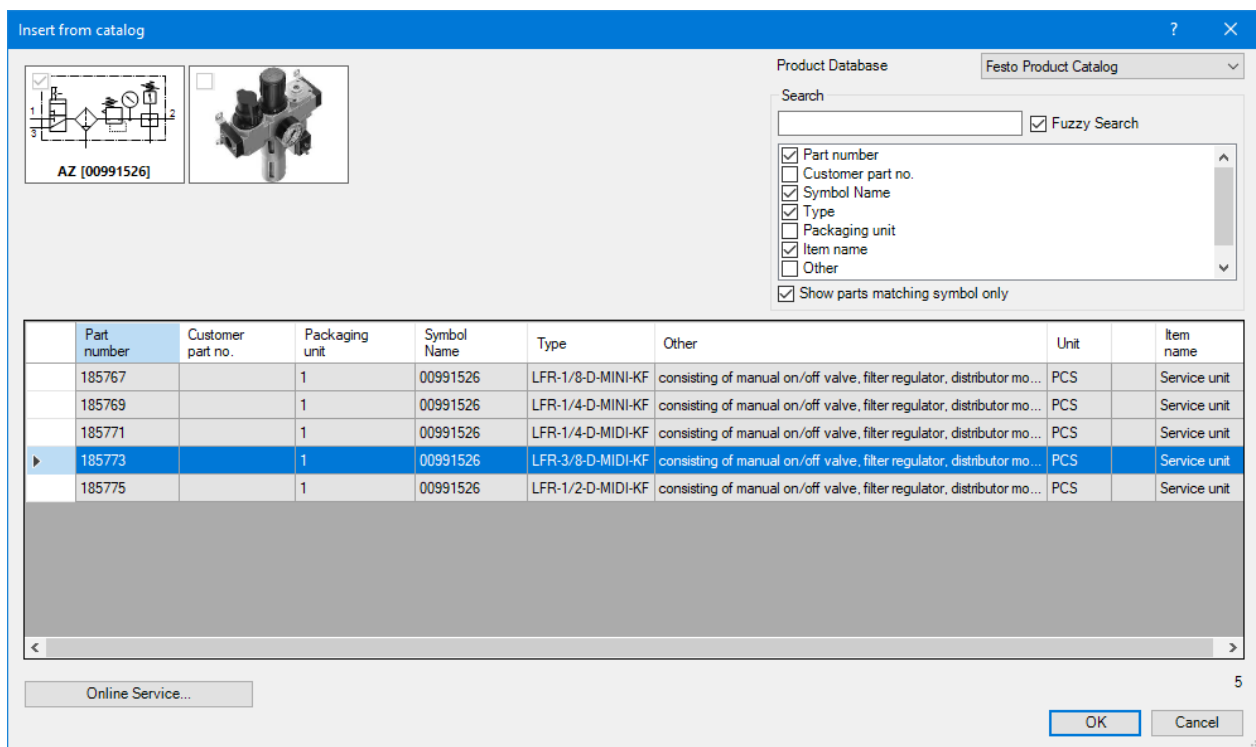 Insert from catalog
1
2
3
AZ [00991526]
Product Database Festo Product Catalog
Search
Fuzzy Search
Part number
Customer part no.
Symbol Name
Type
Packaging unit
Item name
Other
Show parts matching symbol only
Part number Customer part no. Packaging unit Symbol Name Type Other Unit Item name
185767 1 00991526 LFR-1/8-D-MINI-KF consisting of manual on/off valve, filter regulator, distributor mo... PCS Service unit
185769 1 00991526 LFR-1/4-D-MINI-KF consisting of manual on/off valve, filter regulator, distributor mo... PCS Service unit
185771 1 00991526 LFR-1/4-D-MIDI-KF consisting of manual on/off valve, filter regulator, distributor mo... PCS Service unit
185773 1 00991526 LFR-3/8-D-MIDI-KF consisting of manual on/off valve, filter regulator, distributor mo... PCS Service unit
185775 1 00991526 LFR-1/2-D-MIDI-KF consisting of manual on/off valve, filter regulator, distributor mo... PCS Service unit
Online Service...
5
OK Cancel